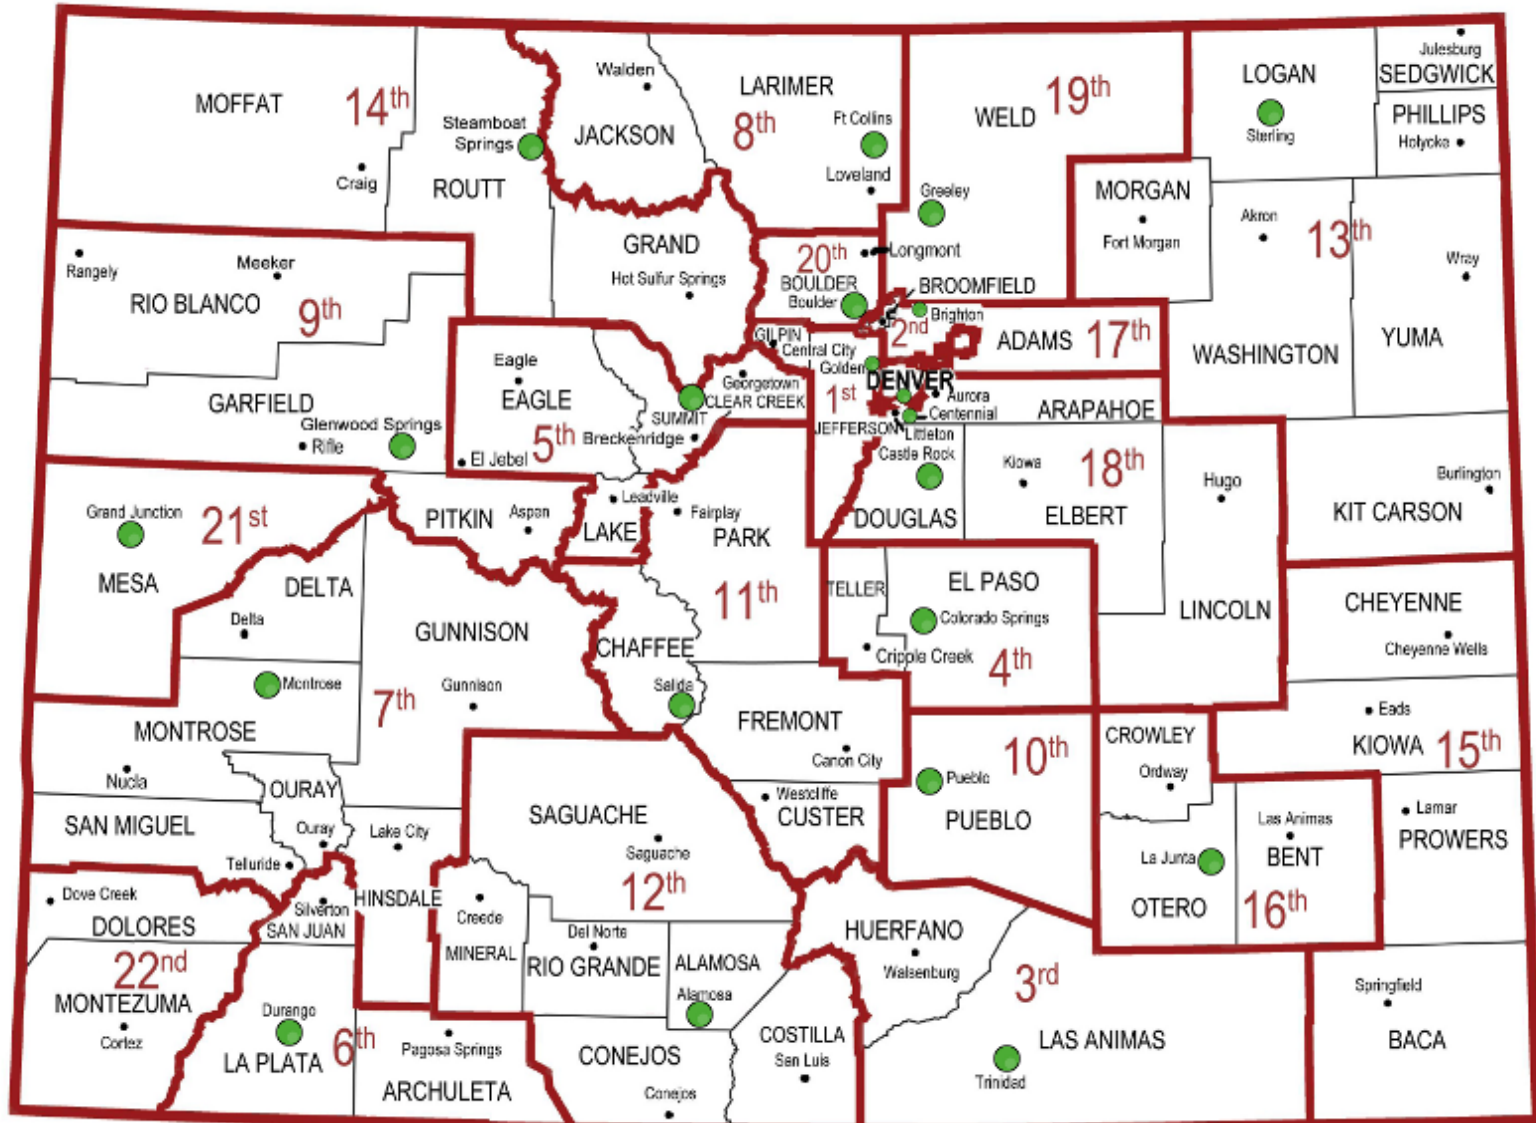 MOFFAT
14th
Craig
Steamboat
Springs
ROUTT
Walden
JACKSON
LARIMER
8th
Ft Collins
Loveland
WELD
19th
Greeley
LOGAN
Sterling
Julesburg
SEDGWICK
PHILLIPS
Holycke
MORGAN
Fort Morgan
Akron
13th
Wray
WASHINGTON
YUMA
Rangely
Meeker
RIO BLANCO
9th
GRAND
Hot Sulfur Springs
20th
Longmont
BOULDER
Boulder
BROOMFIELD
2nd
Brighton
ADAMS
17th
GILPIN
Central City
Golden
DENVER
Aurora
Centennial
ARAPAHOE
1st
JEFFERSON
Littleton
Georgetown
CLEAR CREEK
Eagle
EAGLE
5th
El Jebel
SUMMIT
Breckenridge
GARFIELD
Glenwood Springs
Rifle
Castle Rock
DOUGLAS
Kiowa
18th
ELBERT
Hugo
LINCOLN
Burlington
KIT CARSON
Grand Junction
21st
MESA
PITKIN
Aspen
Leadville
LAKE
Fairplay
PARK
11th
DELTA
Delta
GUNNISON
Gunnison
CHAFFEE
Salida
TELLER
Cripple Creek
EL PASO
Colorado Springs
4th
CHEYENNE
Cheyenne Wells
Montrose
7th
MONTROSE
Nucla
OURAY
Ouray
SAN MIGUEL
Telluride
Lake City
HINSDALE
FREMONT
Canon City
Westcliffe
CUSTER
10th
Pueblo
PUEBLO
CROWLEY
Ordway
Eads
KIOWA
15th
Lamar
PROWERS
Las Animas
BENT
La Junta
OTERO
16th
SAGUACHE
Saguache
12th
Dove Creek
DOLORES
Silverton
SAN JUAN
22nd
MONTEZUMA
Cortez
Creede
MINERAL
Del Norte
RIO GRANDE
ALAMOSA
Alamosa
HUERFANO
Walsenburg
3rd
Durango
LA PLATA
6th
Pagosa Springs
ARCHULETA
CONEJOS
Conejos
COSTILLA
San Luis
LAS ANIMAS
Trinidad
Springfield
BACA